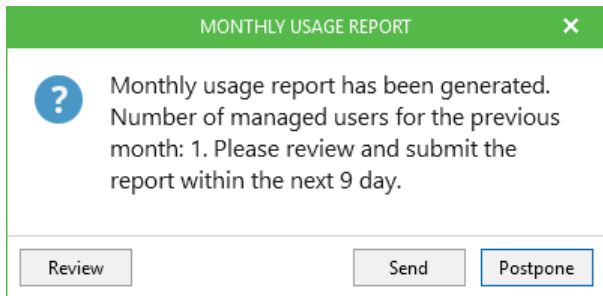 MONTHLY USAGE REPORT
Monthly usage report has been generated.
Number of managed users for the previous
month: 1. Please review and submit the
report within the next 9 day.
Review Send Postpone